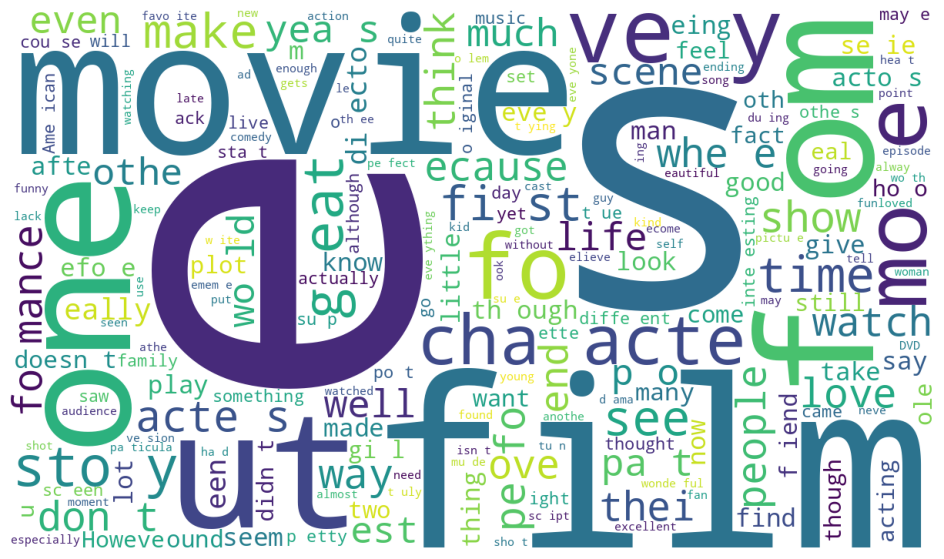 even
favo ite
new
action
make
yea s
music
much
ve y
eing
may e
cou se
will
m
quite
o lem
ending
feel
se ie
hea t
movie
Ame ican
watching
ad
enough
gets
le
di ecto
think
set
song
scene
acto s
o iginal
eve yone
om
point
late
ack
live
comedy
o th ee
eve y
t ying
oth
du ing
othe s
e
afte
othe
sta t
pe fect
ecause
man
ing
fact
whe e
eal
going
episode
alway
funny
lack
keep
one
e
g eat
although
day
cast
guy
eautiful
good
wo th
funloved
ho o
fi st
yet
t ue
S
show
mo e
efo e
w ite
plot
wo ld
know
kid
got
kind
ecome
self
life
look
pictu e
give
tell
woman
eally
use
seen
emem e
put
actually
eve ything
little
fo
without
elieve
ook
su e
inte esting
time
may
still
fo mance
su p
go
th ough
diffe ent
come
f
watch
DVD
doesn t
family
athe
cha acte
say
saw
audience
play
something
po t
watched
ette
end
young
p o
many
people
take
love
ole
shot
pa ticula
ve sion
acte s
well
made
want
found
d ama
anothe
see
now
came
neve
sto y
lot
ha d
ut
gi l
isn t
mu de
tu n
film
thought
f iend
u
sc een
een
didn t
way
need
thing
pe fo
ove
ight
pa t
wonde ful
fan
moment
don t
almost
t uly
two
sc ipt
thei
find
though
acting
especially
Howeve
ound
seem
p etty
est
sho t
excellent